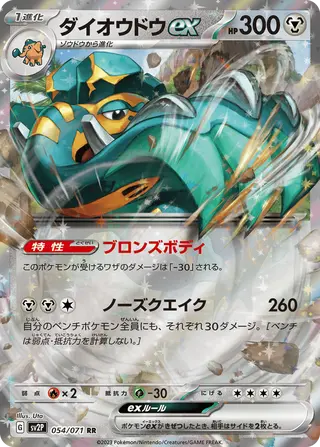 1進化
ダイオウドウex
HP 300
ゾウドウから進化
特性 とくせい ブロンズボディ
このポケモンが受けるワザのダメージは「-30」される。
ノーズクエイク 260
自分のベンチポケモン全員にも、それぞれ30ダメージ。[ベンチ
は弱点・抵抗力を計算しない。]
弱点 ×2 抵抗力 -30 にげる
Illus. Uto
exルール
G sv2P 054/071 RR
ポケモンexがきぜつしたとき、相手はサイドを2枚とる。
©2023 Pokémon/Nintendo/Creatures/GAME FREAK.